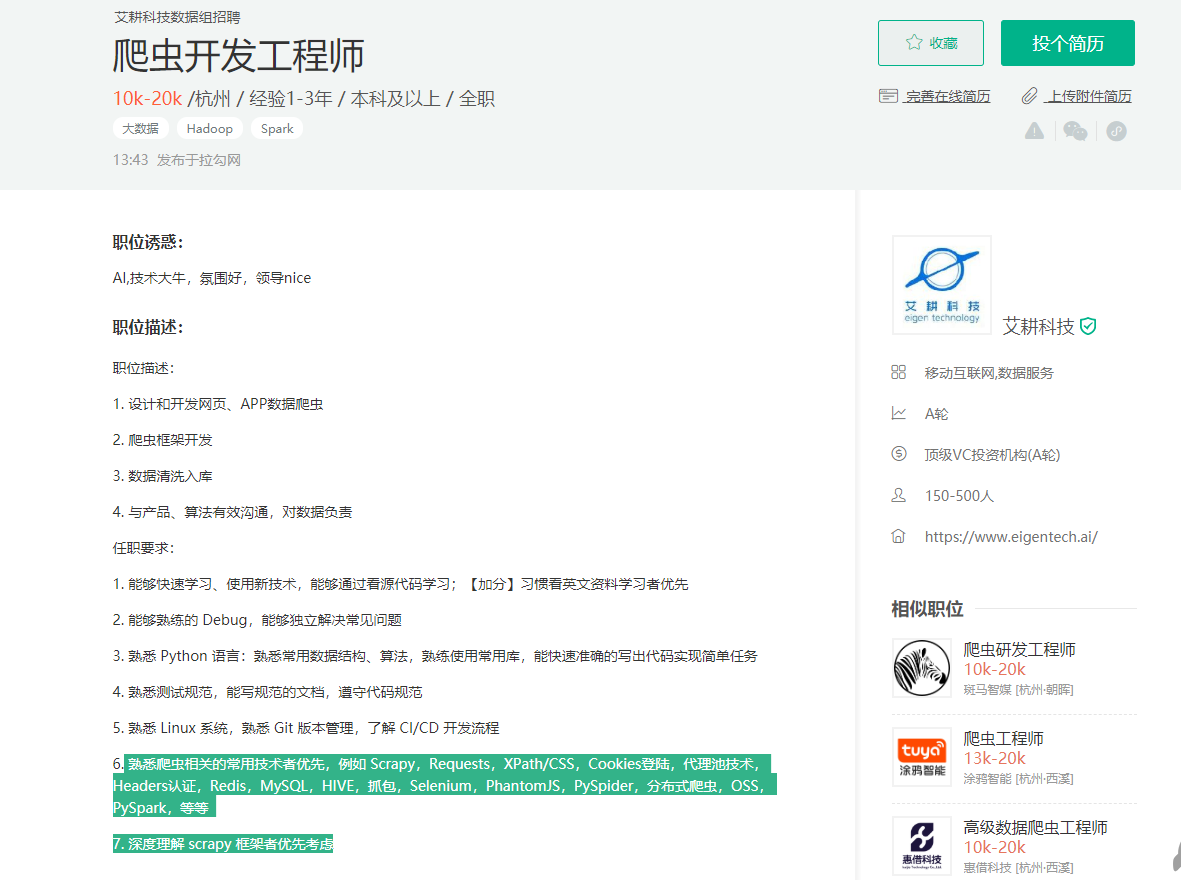 艾耕科技数据组招聘
爬虫开发工程师
收藏
投个简历
10k-20k /杭州 / 经验1-3年 / 本科及以上 / 全职
完善在线简历
上传附件简历
大数据 Hadoop Spark
13:43 发布于拉勾网
职位诱惑：
AI,技术大牛，氛围好，领导nice
职位描述：
职位描述：
1. 设计和开发网页、APP数据爬虫
2. 爬虫框架开发
3. 数据清洗入库
4. 与产品、算法有效沟通，对数据负责
任职要求：
1. 能够快速学习、使用新技术，能够通过看源代码学习；【加分】习惯看英文资料学习者优先
2. 能够熟练的 Debug，能够独立解决常见问题
3. 熟悉 Python 语言：熟悉常用数据结构、算法，熟练使用常用库，能快速准确的写出代码实现简单任务
4. 熟悉测试规范，能写规范的文档，遵守代码规范
5. 熟悉 Linux 系统，熟悉 Git 版本管理，了解 CI/CD 开发流程
6. 熟悉爬虫相关的常用技术者优先，例如 Scrapy，Requests，XPath/CSS，Cookies登陆，代理池技术，
Headers认证，Redis，MySQL，HIVE，抓包，Selenium，PhantomJS，PySpider，分布式爬虫，OSS，
PySpark，等等
7. 深度理解 scrapy 框架者优先考虑
艾耕科技
eigen technology
艾耕科技
移动互联网,数据服务
A轮
顶级VC投资机构(A轮)
150-500人
https://www.eigentech.ai/
相似职位
爬虫研发工程师
10k-20k
斑马智媒 [杭州·朝晖]
tuya
涂鸦智能
爬虫工程师
13k-20k
涂鸦智能 [杭州·西溪]
惠借科技
高级数据爬虫工程师
10k-20k
惠借科技 [杭州·西溪]